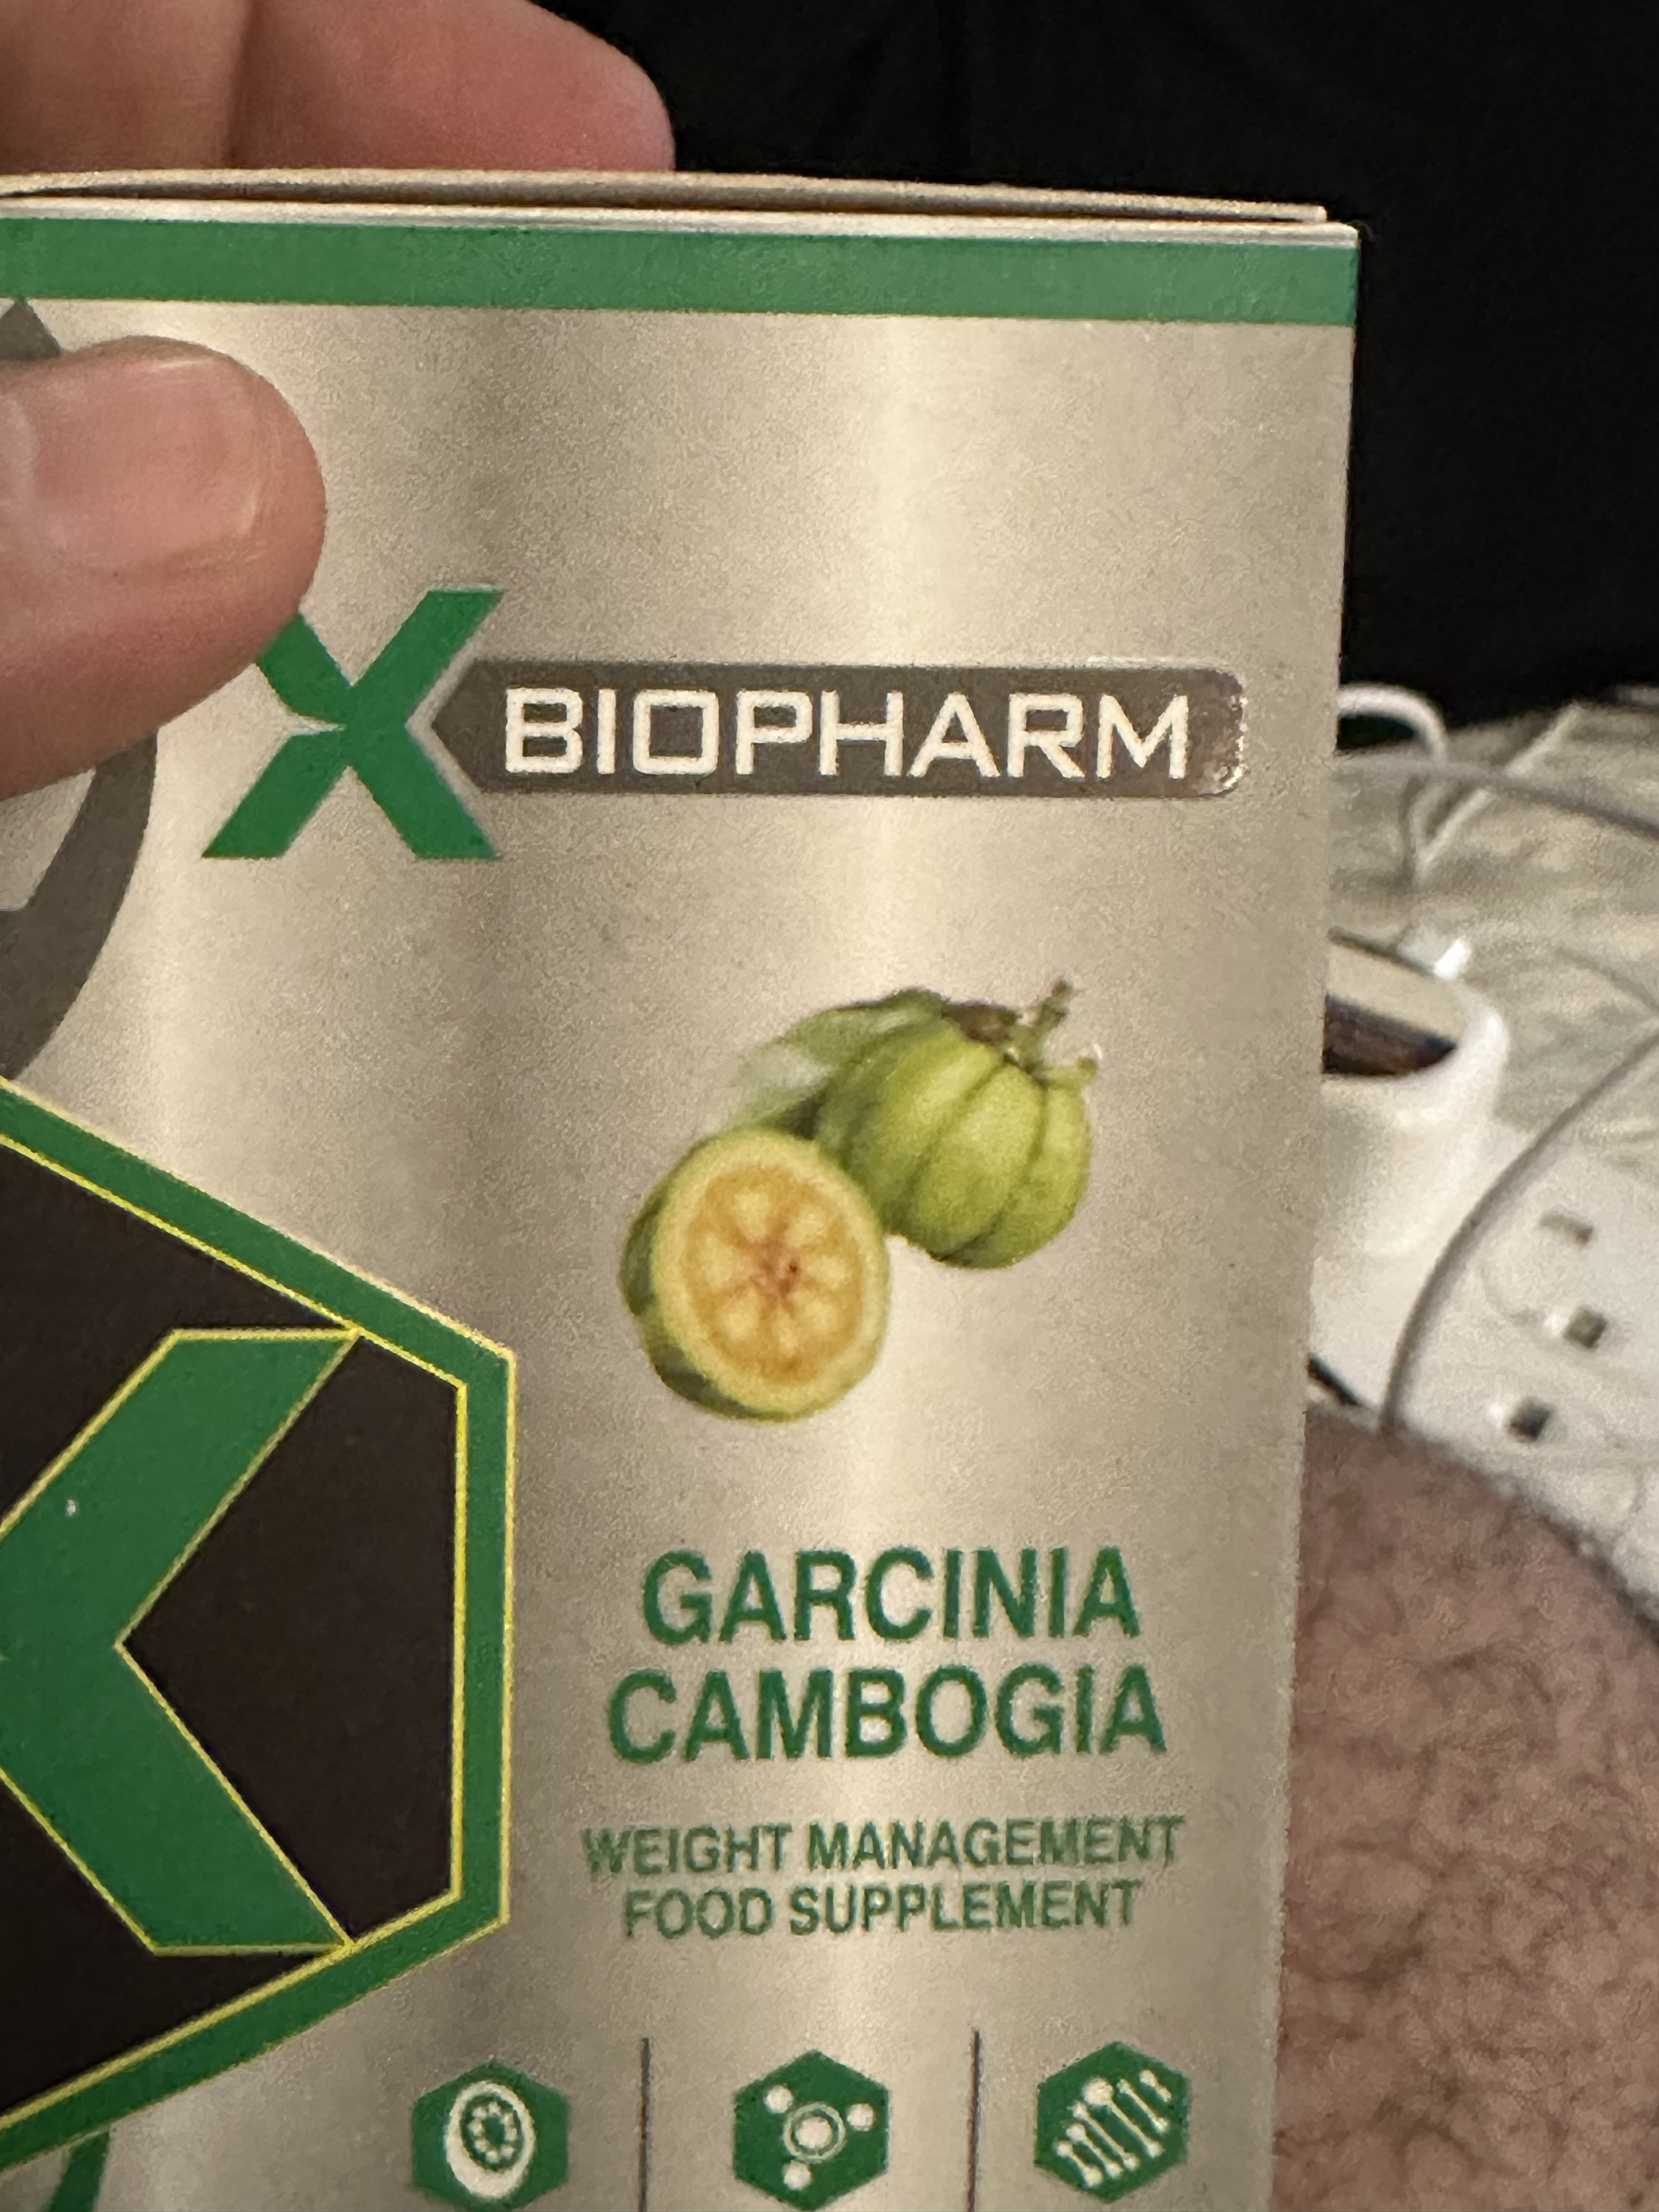 X BIOPHARM
GARCINIA
CAMBOGIA
WEIGHT MANAGEMENT
FOOD SUPPLEMENT